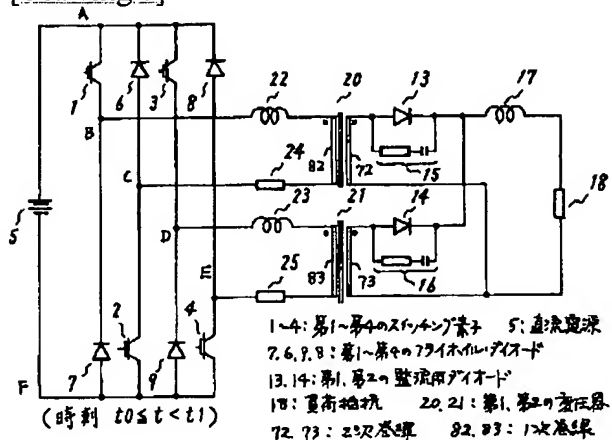 A
1
6
3
8
22
20
13
17
B
24
82
72
15
C
23
21
14
18
5
D
83
73
16
m
25
2
4
7
9
F
(時刻 t0≦t<t1)
1~4:第1~第4のスイッチング素子 5:直流電源
7,6,9,8:第1~第4のフライホイル・ダイオード
13,14:第1,第2の整流用ダイオード
18:負荷抵抗 20,21:第1,第2の変圧器
72,73:2次巻線 82,83:1次巻線